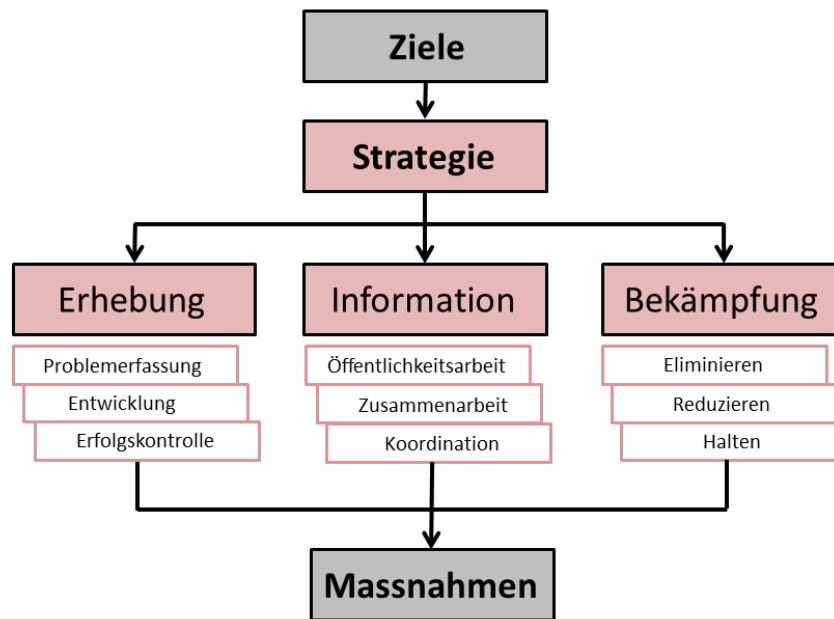 Ziele
Strategie
Erhebung
Problemerfassung
Entwicklung
Erfolgskontrolle
Information
Öffentlichkeitsarbeit
Zusammenarbeit
Koordination
Bekämpfung
Eliminieren
Reduzieren
Halten
Massnahmen